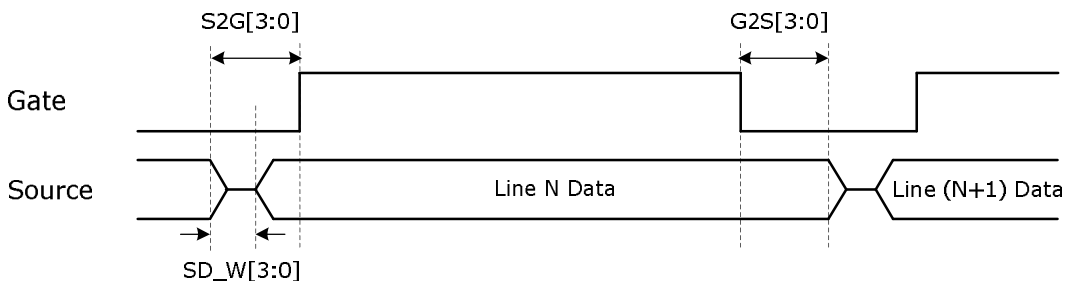 S2G[3:0]
G2S[3:0]
Gate
Source
Line N Data
Line (N+1) Data
SD_W[3:0]